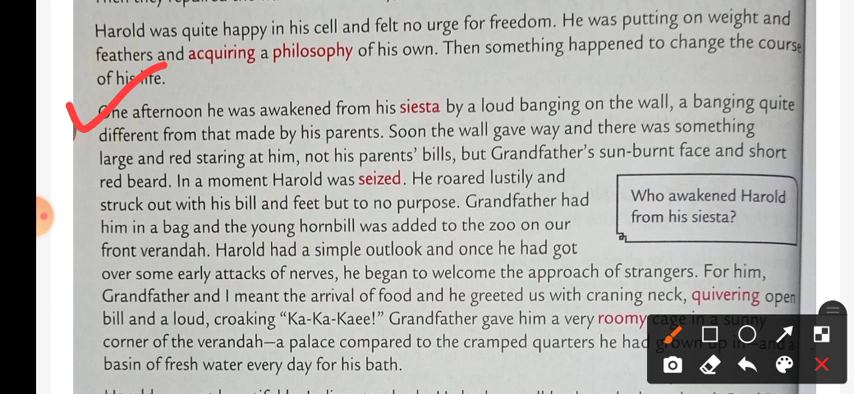 Harold was quite happy in his cell and felt no urge for freedom. He was putting on weight and
feathers and acquiring a philosophy of his own. Then something happened to change the course
of his life.
One afternoon he was awakened from his siesta by a loud banging on the wall, a banging quite
different from that made by his parents. Soon the wall gave way and there was something
large and red staring at him, not his parents' bills, but Grandfather's sun-burnt face and short
red beard. In a moment Harold was seized. He roared lustily and
struck out with his bill and feet but to no purpose. Grandfather had
him in a bag and the young hornbill was added to the zoo on our
front verandah. Harold had a simple outlook and once he had got
Who awakened Harold
from his siesta?
over some early attacks of nerves, he began to welcome the approach of strangers. For him,
Grandfather and I meant the arrival of food and he greeted us with craning neck, quivering open
bill and a loud, croaking "Ka-Ka-Kaee!" Grandfather gave him a very roomy cage in a sunny
corner of the verandah—a palace compared to the cramped quarters he had grown up in—and a
basin of fresh water every day for his bath.